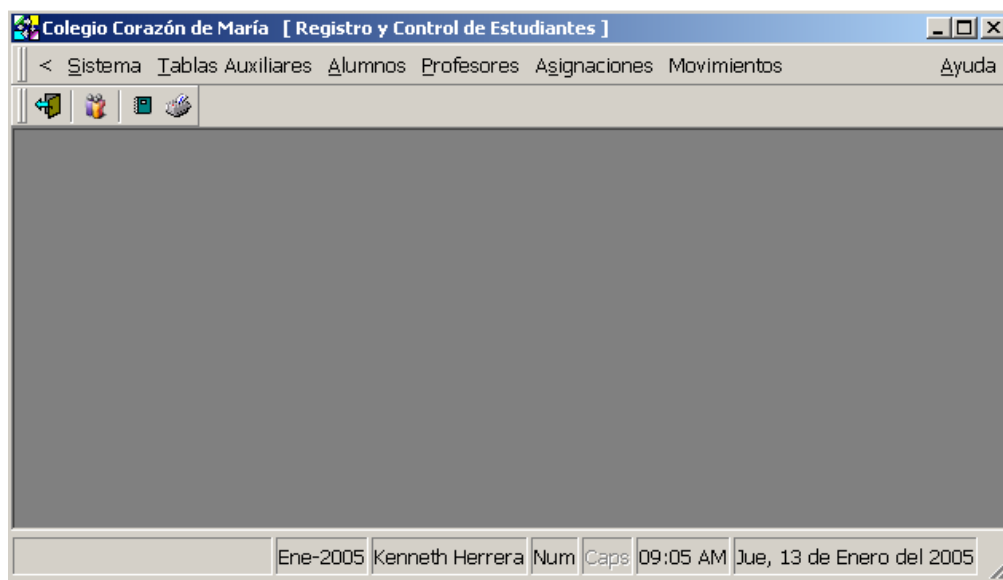 Colegio Corazón de María [ Registro y Control de Estudiantes ]
< Sistema Tablas Auxiliares Alumnos Profesores Asignaciones Movimientos Ayuda
Ene-2005 Kenneth Herrera Num Caps 09:05 AM Jue, 13 de Enero del 2005